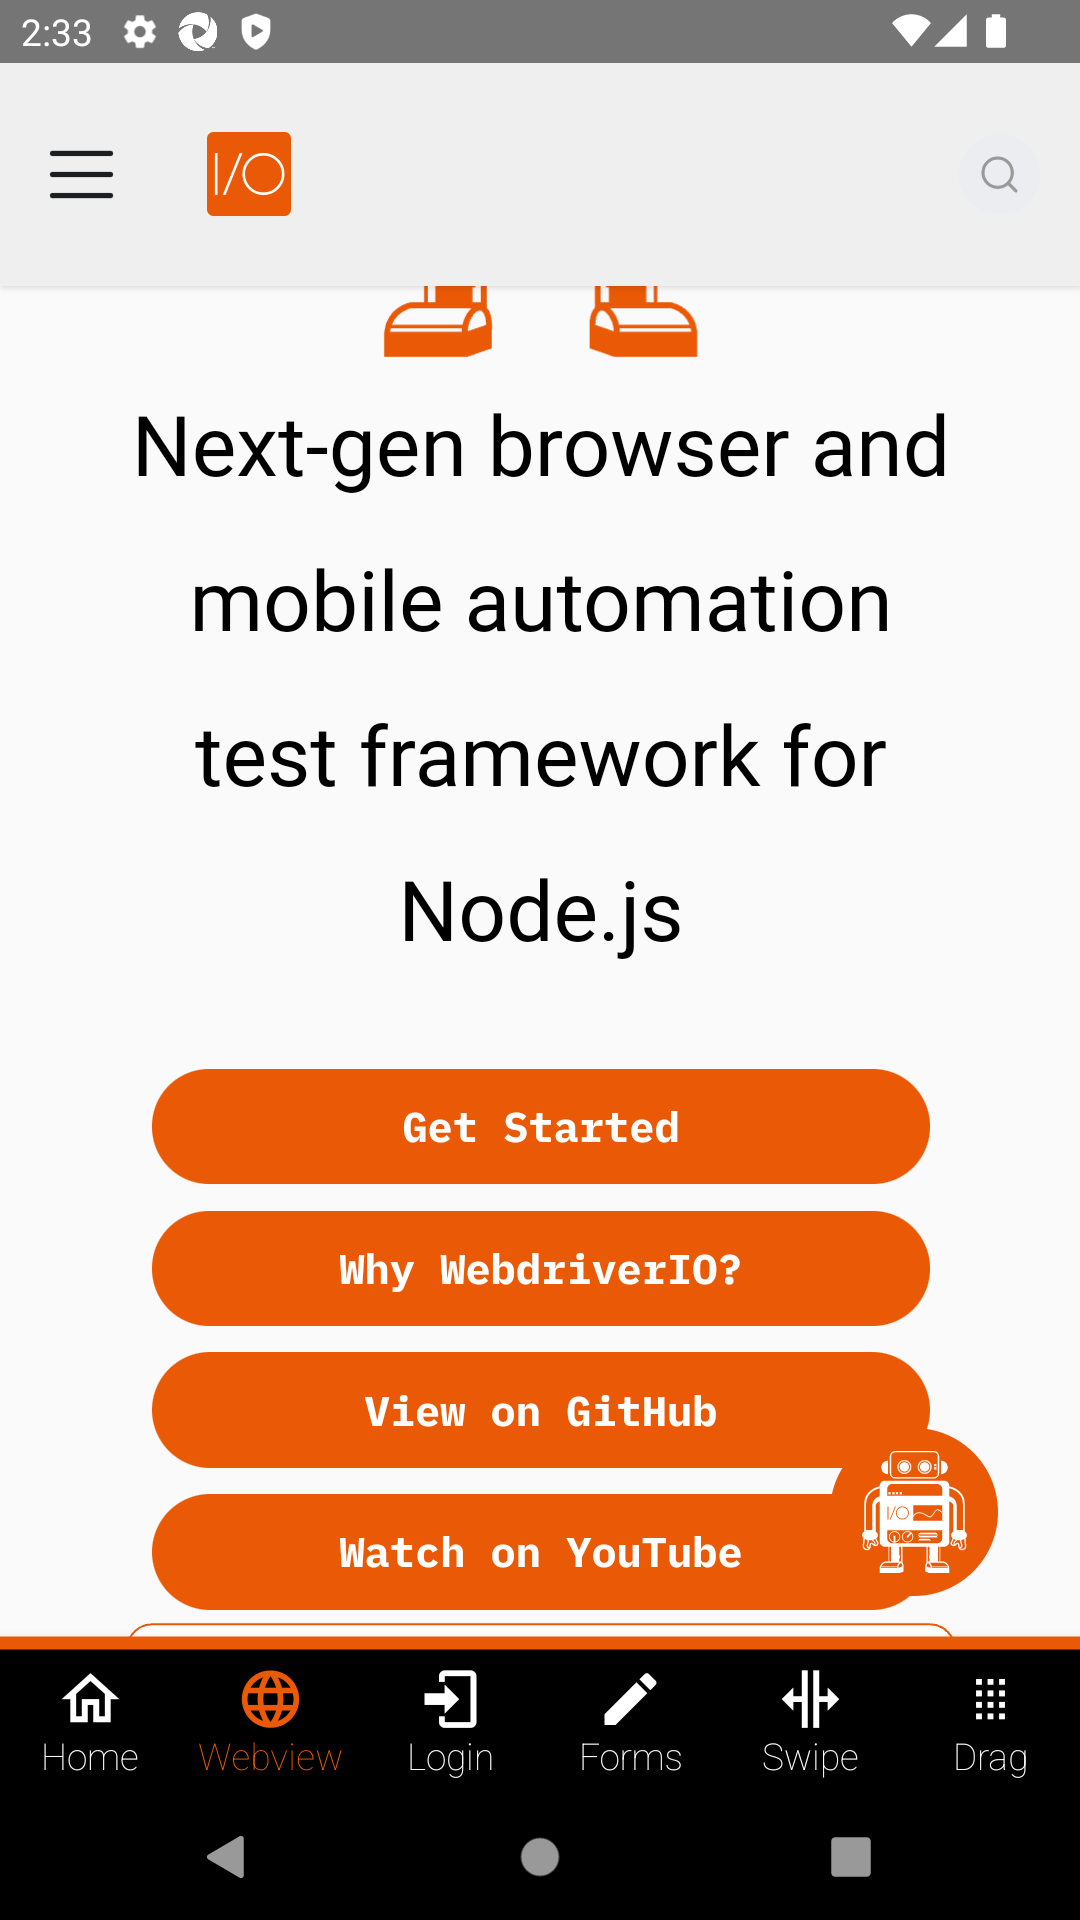 2:33
I/O
Next-gen browser and
mobile automation
test framework for
Node.js
Get Started
Why WebdriverIO?
View on GitHub
I/O
Watch on YouTube
Home Webview Login Forms Swipe Drag